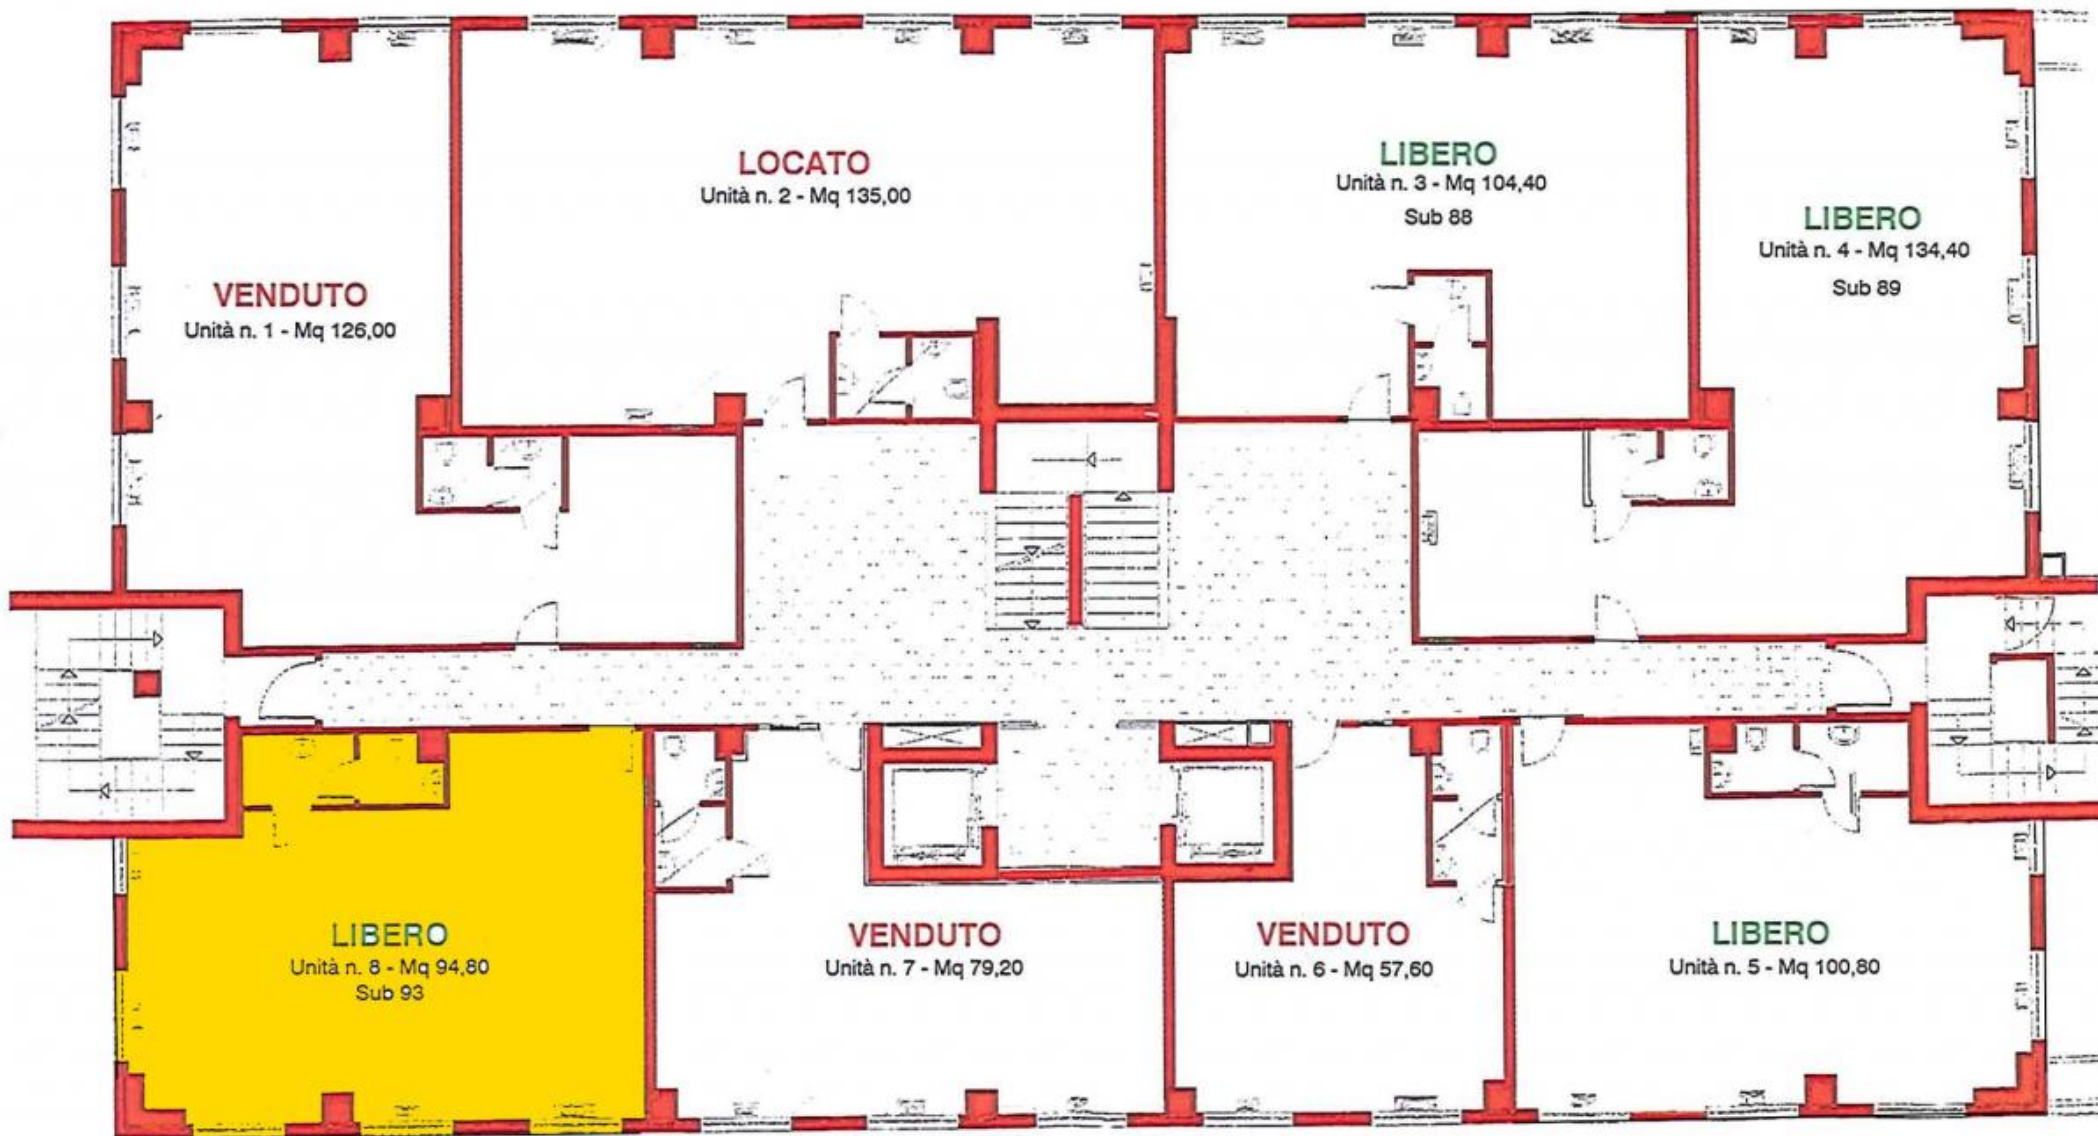 LOCATO
Unità n. 2 - Mq 135,00
LIBERO
Unità n. 3 - Mq 104,40
Sub 88
LIBERO
Unità n. 4 - Mq 134,40
Sub 89
VENDUTO
Unità n. 1 - Mq 126,00
LIBERO
Unità n. 8 - Mq 94,80
Sub 93
VENDUTO
Unità n. 7 - Mq 79,20
VENDUTO
Unità n. 6 - Mq 57,60
LIBERO
Unità n. 5 - Mq 100,80